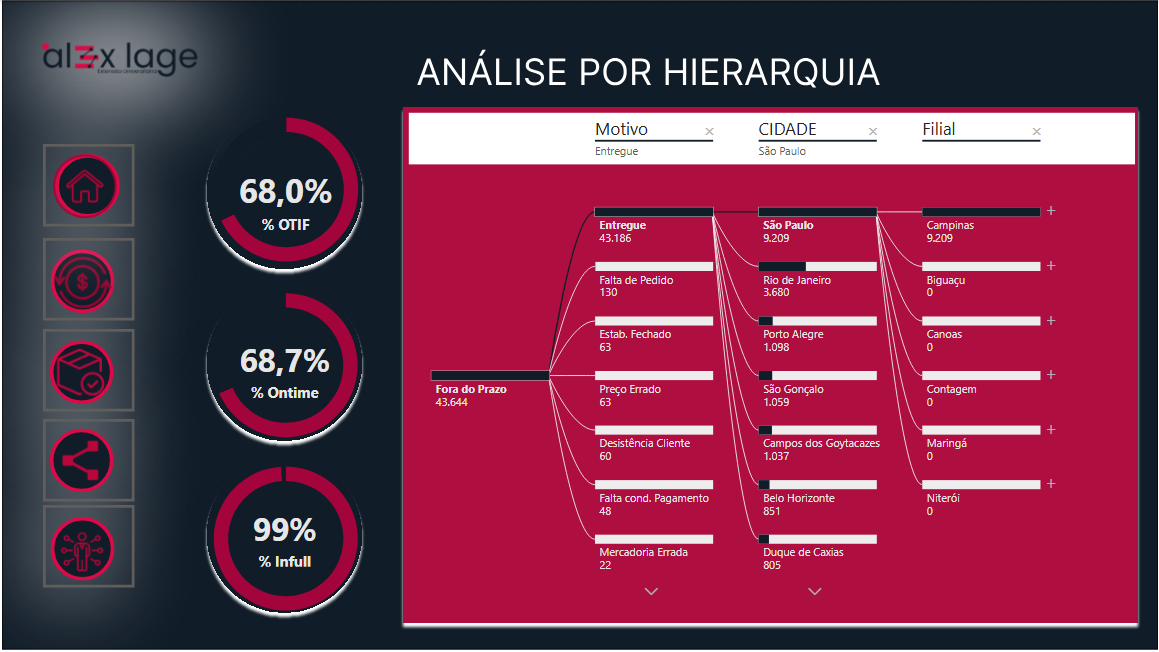 alex lage
Extensão Universitária
ANÁLISE POR HIERARQUIA
68,0%
% OTIF
68,7%
% Ontime
99%
% Infull
Motivo
Entregue
CIDADE
São Paulo
Filial
Fora do Prazo
43.644
Entregue
43.186
Falta de Pedido
130
Estab. Fechado
63
Preço Errado
63
Desistência Cliente
60
Falta cond. Pagamento
48
Mercadoria Errada
22
São Paulo
9.209
Rio de Janeiro
3.680
Porto Alegre
1.098
São Gonçalo
1.059
Campos dos Goytacazes
1.037
Belo Horizonte
851
Duque de Caxias
805
Campinas
9.209
Biguaçu
0
Canoas
0
Contagem
0
Maringá
0
Niterói
0